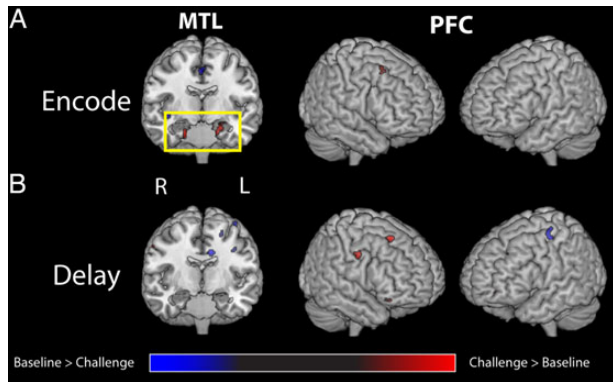 A
MTL
PFC
Encode
B
R
L
Delay
Baseline > Challenge
Challenge > Baseline